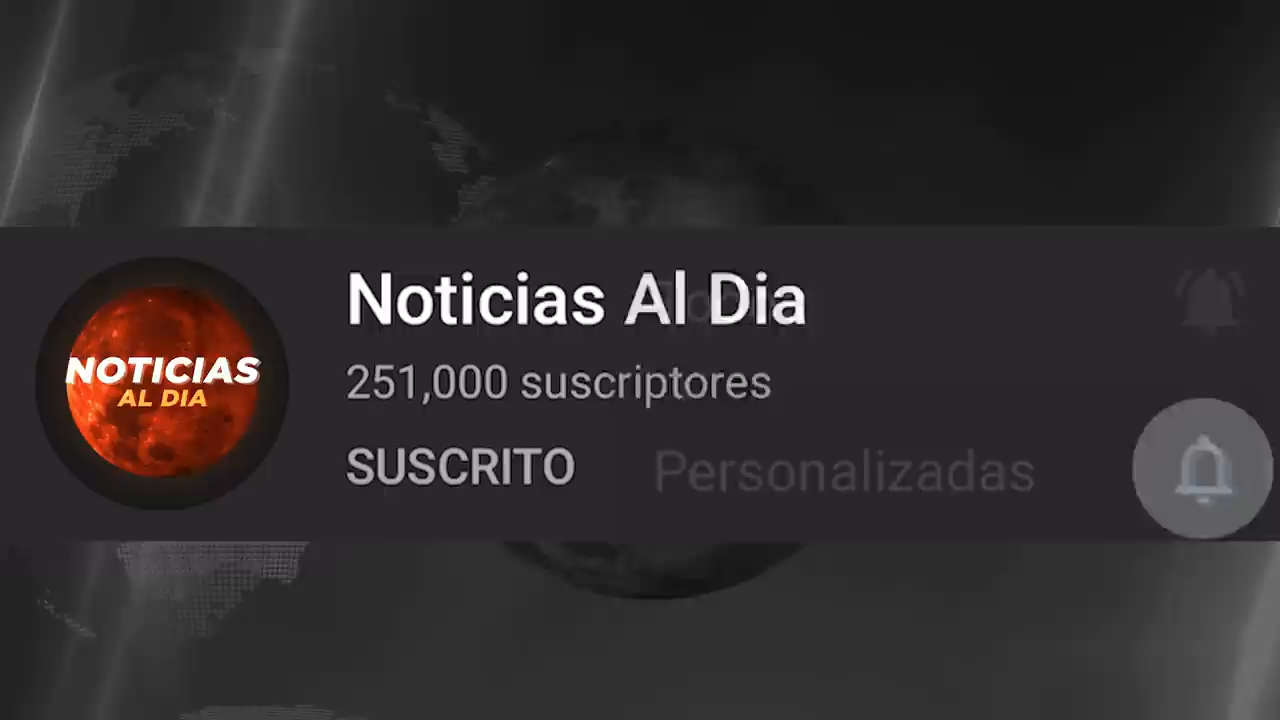 NOTICIAS
AL DIA
Noticias Al Dia
251,000 suscriptores
SUSCRITO
Personalizadas